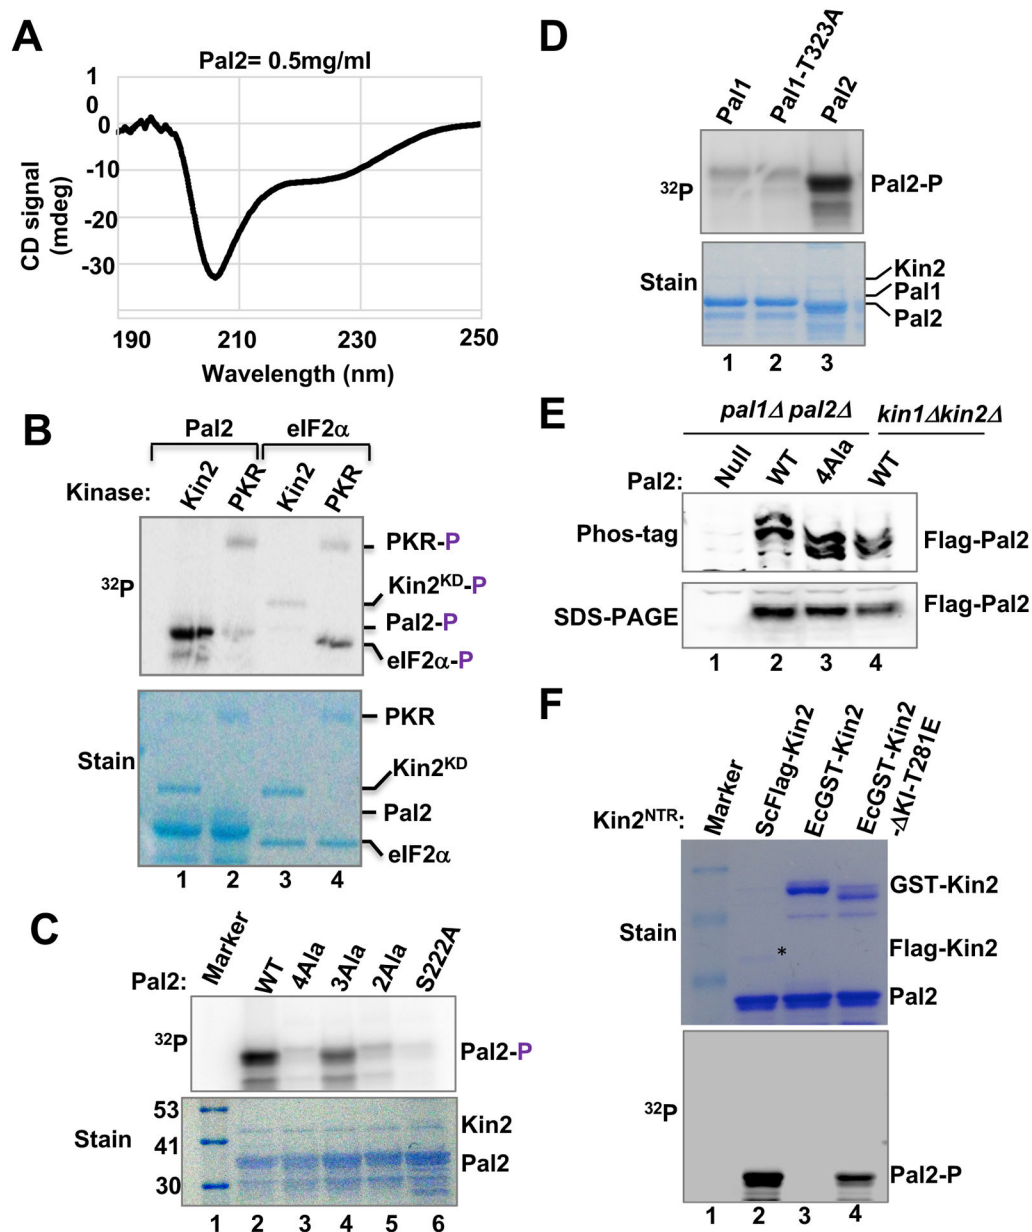 A
Pal2= 0.5mg/ml
1
0
0
-10
-20
-30
CD signal
(mdeg)
190 210 230 250
Wavelength (nm)
B
Pal2 eIF2α
Kinase: Kin2 PKR Kin2 PKR
³²P
PKR-P
Kin2ᴷᴰ-P
Pal2-P
eIF2α-P
Stain
PKR
Kin2ᴷᴰ
Pal2
eIF2α
1 2 3 4
C
Pal2: Marker WT 4Ala 3Ala 2Ala S222A
³²P Pal2-P
53
41
30
Stain
Kin2
Pal2
1 2 3 4 5 6
D
Pal1 Pal1-T323A Pal2
³²P Pal2-P
Stain
Kin2
Pal1
Pal2
1 2 3
E
pal1Δ pal2Δ kin1Δkin2Δ
Pal2: Null WT 4Ala WT
Phos-tag Flag-Pal2
SDS-PAGE Flag-Pal2
1 2 3 4
F
Kin2ᴺᵀᴿ: Marker ScFlag-Kin2 EcGST-Kin2 EcGST-Kin2
-ΔKI-T281E
Stain
GST-Kin2
* Flag-Kin2
Pal2
³²P
Pal2-P
1 2 3 4